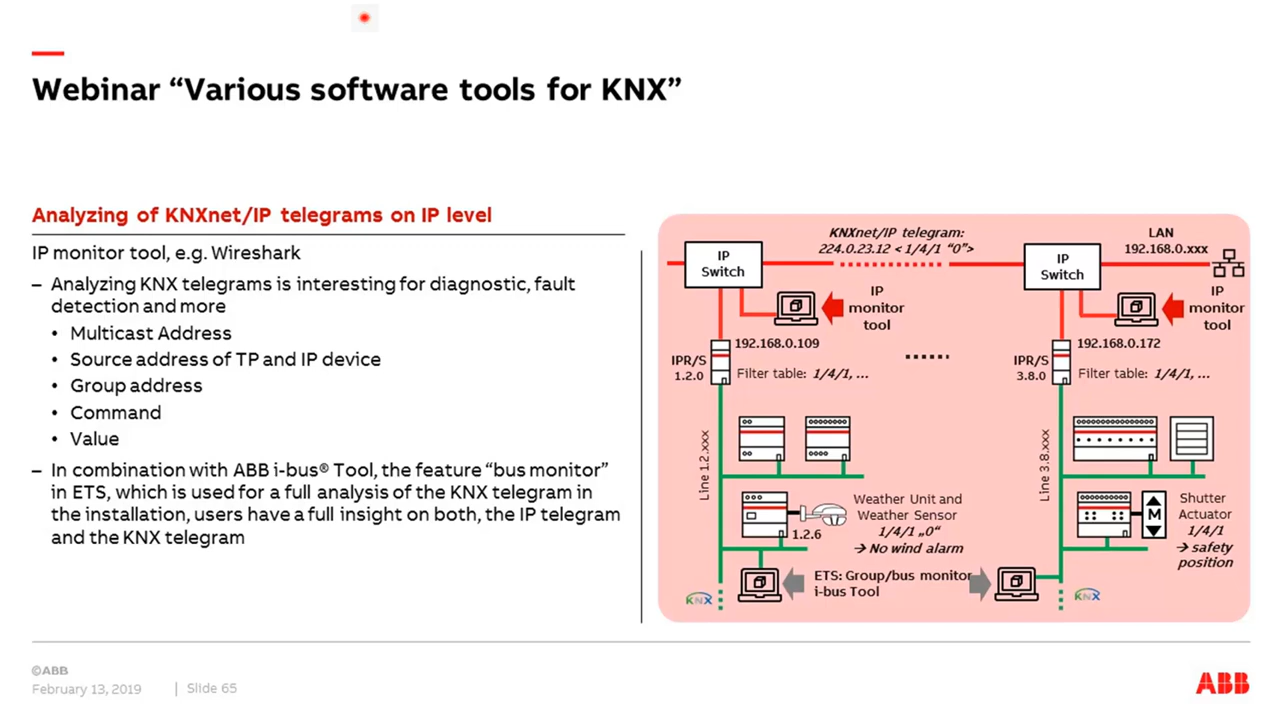 Webinar “Various software tools for KNX”
Analyzing of KNXnet/IP telegrams on IP level
IP monitor tool, e.g. Wireshark
– Analyzing KNX telegrams is interesting for diagnostic, fault
detection and more
• Multicast Address
• Source address of TP and IP device
• Group address
• Command
• Value
– In combination with ABB i-bus® Tool, the feature “bus monitor”
in ETS, which is used for a full analysis of the KNX telegram in
the installation, users have a full insight on both, the IP telegram
and the KNX telegram
KNXnet/IP telegram:
224.0.23.12 < 1/4/1 “0”>
LAN
192.168.0.xxx
IP
Switch
IP
Switch
IP
monitor
tool
IP
monitor
tool
192.168.0.109
192.168.0.172
IPR/S
1.2.0
Filter table: 1/4/1, ...
IPR/S
3.8.0
Filter table: 1/4/1, ...
Line 1.2.xxx
Line 3.8.xxx
Weather Unit and
Weather Sensor
1/4/1 „0“
→ No wind alarm
1.2.6
M
Shutter
Actuator
1/4/1
→ safety
position
ETS: Group/bus monitor
i-bus Tool
KNX
KNX
©ABB
February 13, 2019 | Slide 65
ABB